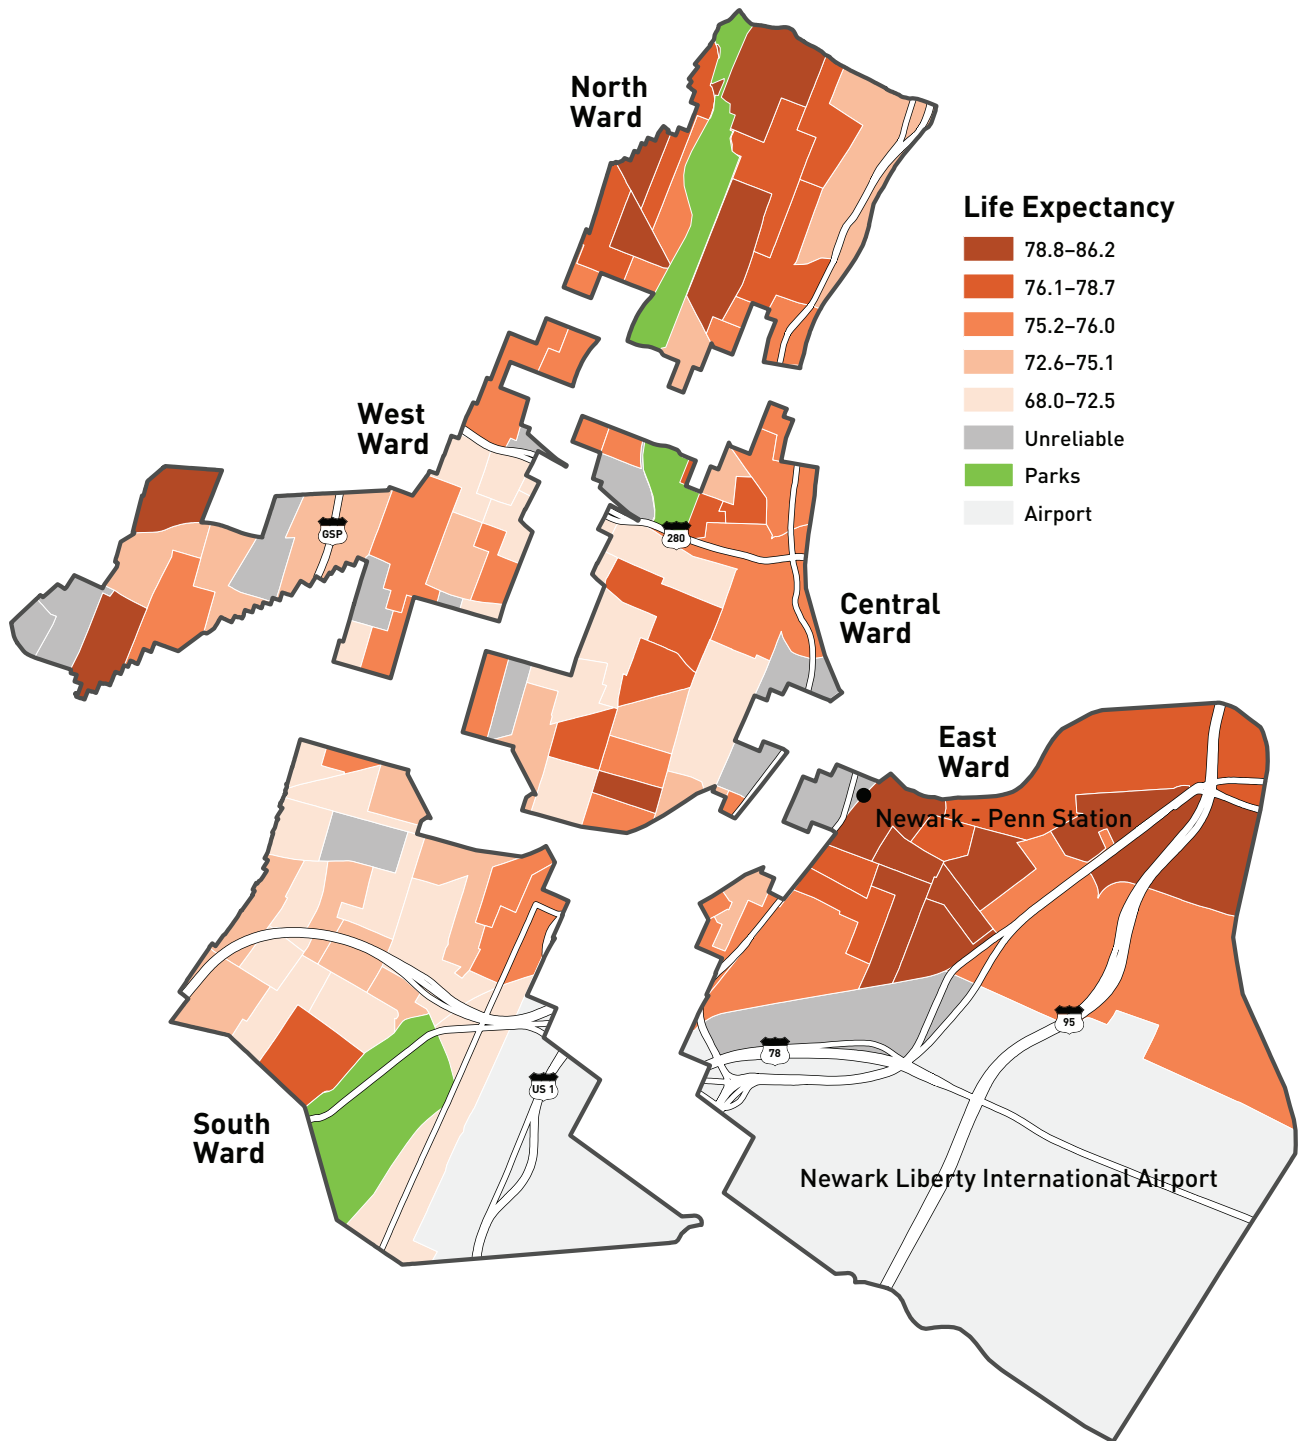 North
Ward
Life Expectancy
78.8–86.2
76.1–78.7
75.2–76.0
72.6–75.1
68.0–72.5
Unreliable
Parks
Airport
West
Ward
GSP
280
Central
Ward
East
Ward
Newark - Penn Station
95
78
US 1
South
Ward
Newark Liberty International Airport